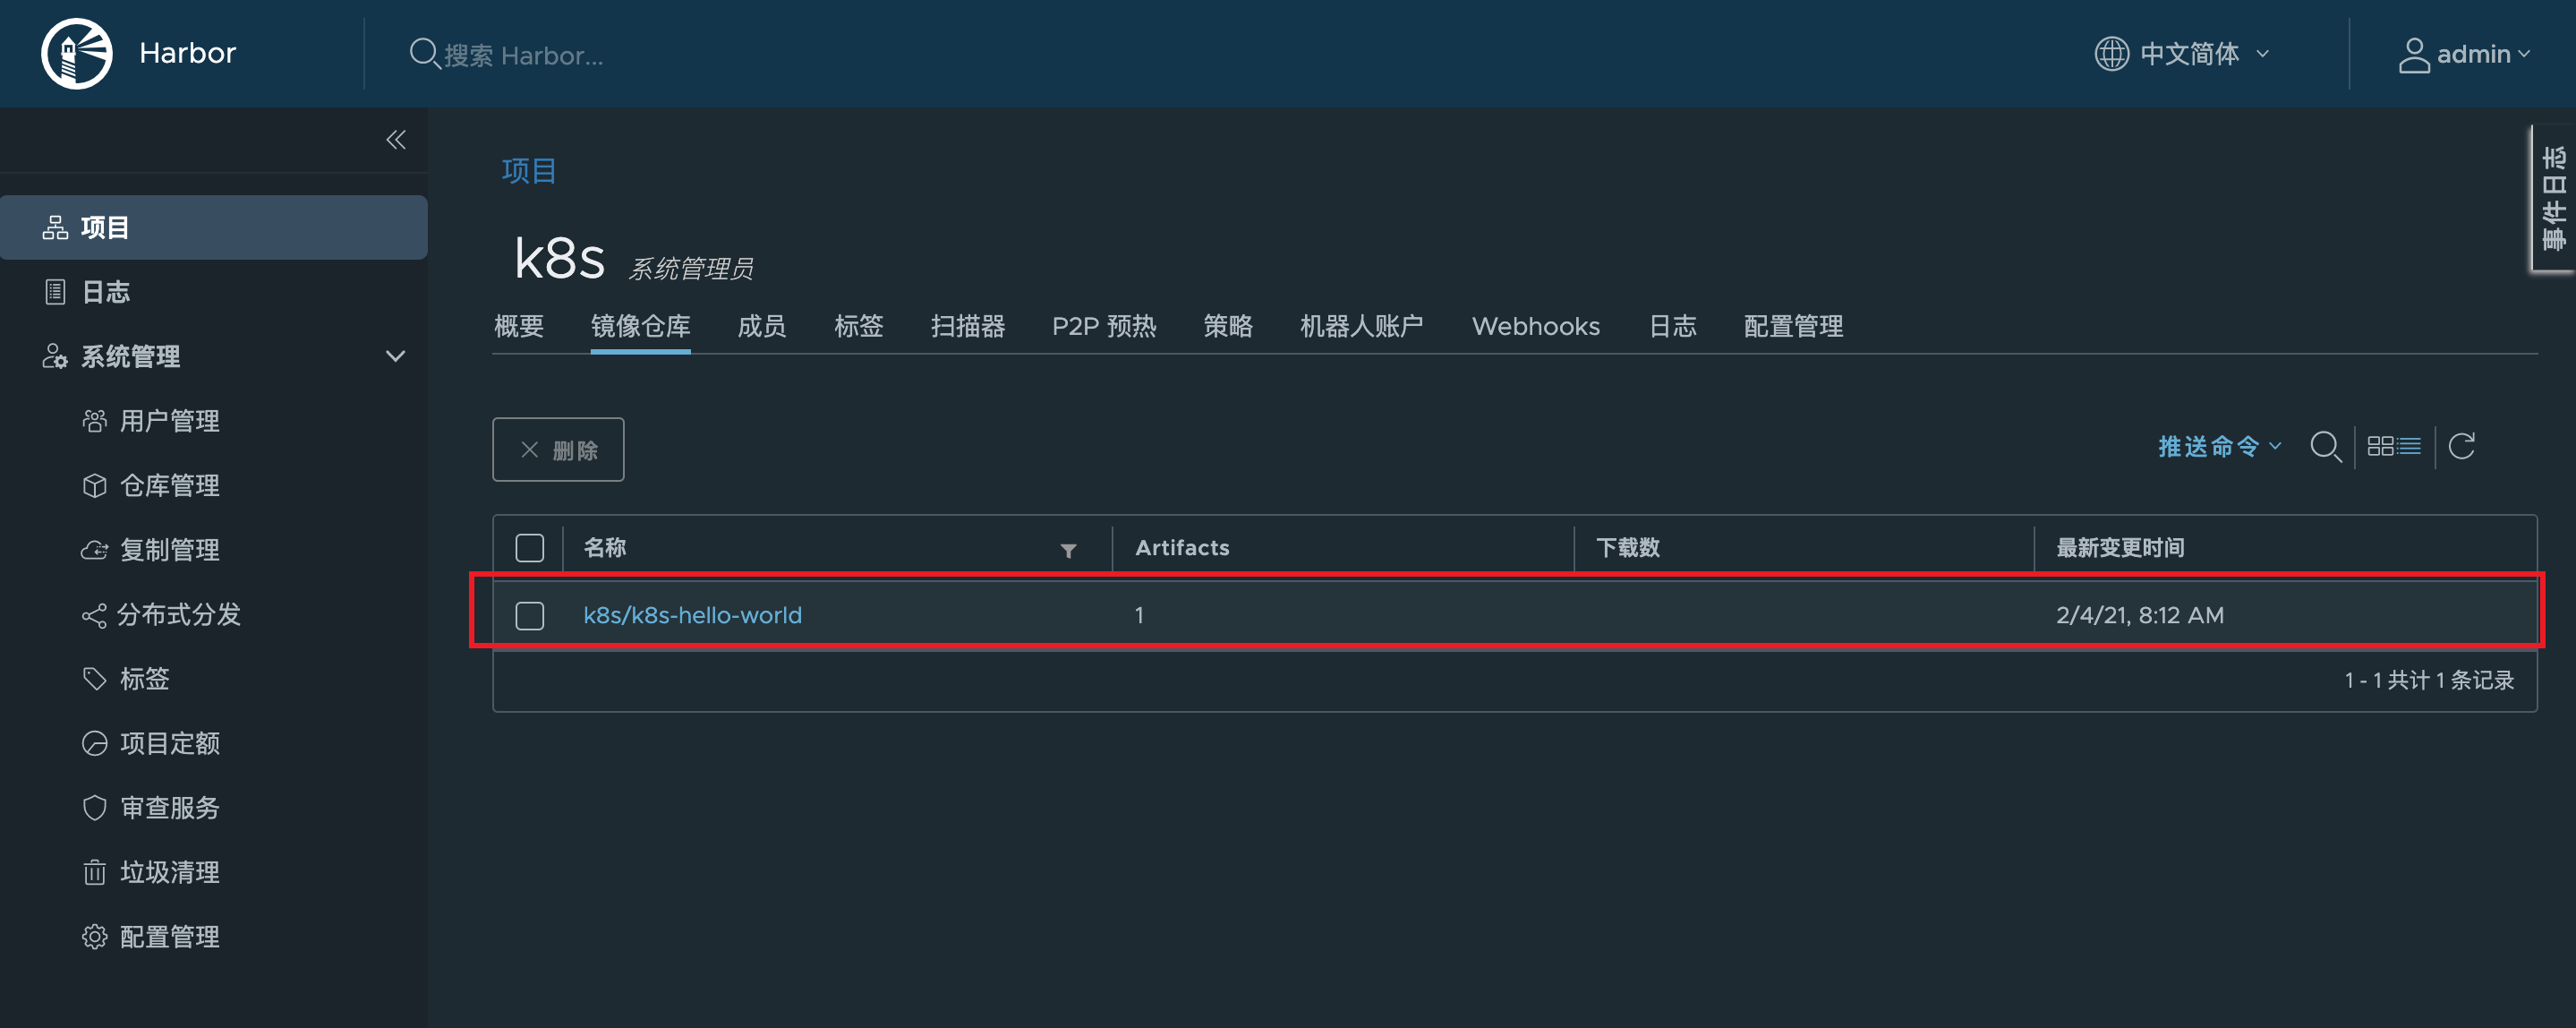 Harbor
搜索 Harbor...
中文简体
admin
项目
日志
系统管理
用户管理
仓库管理
复制管理
分布式分发
标签
项目定额
审查服务
垃圾清理
配置管理
项目
k8s 系统管理员
概要 镜像仓库 成员 标签 扫描器 P2P 预热 策略 机器人账户 Webhooks 日志 配置管理
删除
推送命令
名称 Artifacts 下载数 最新变更时间
k8s/k8s-hello-world 1 2/4/21, 8:12 AM
1 - 1 共计 1 条记录
事件日志